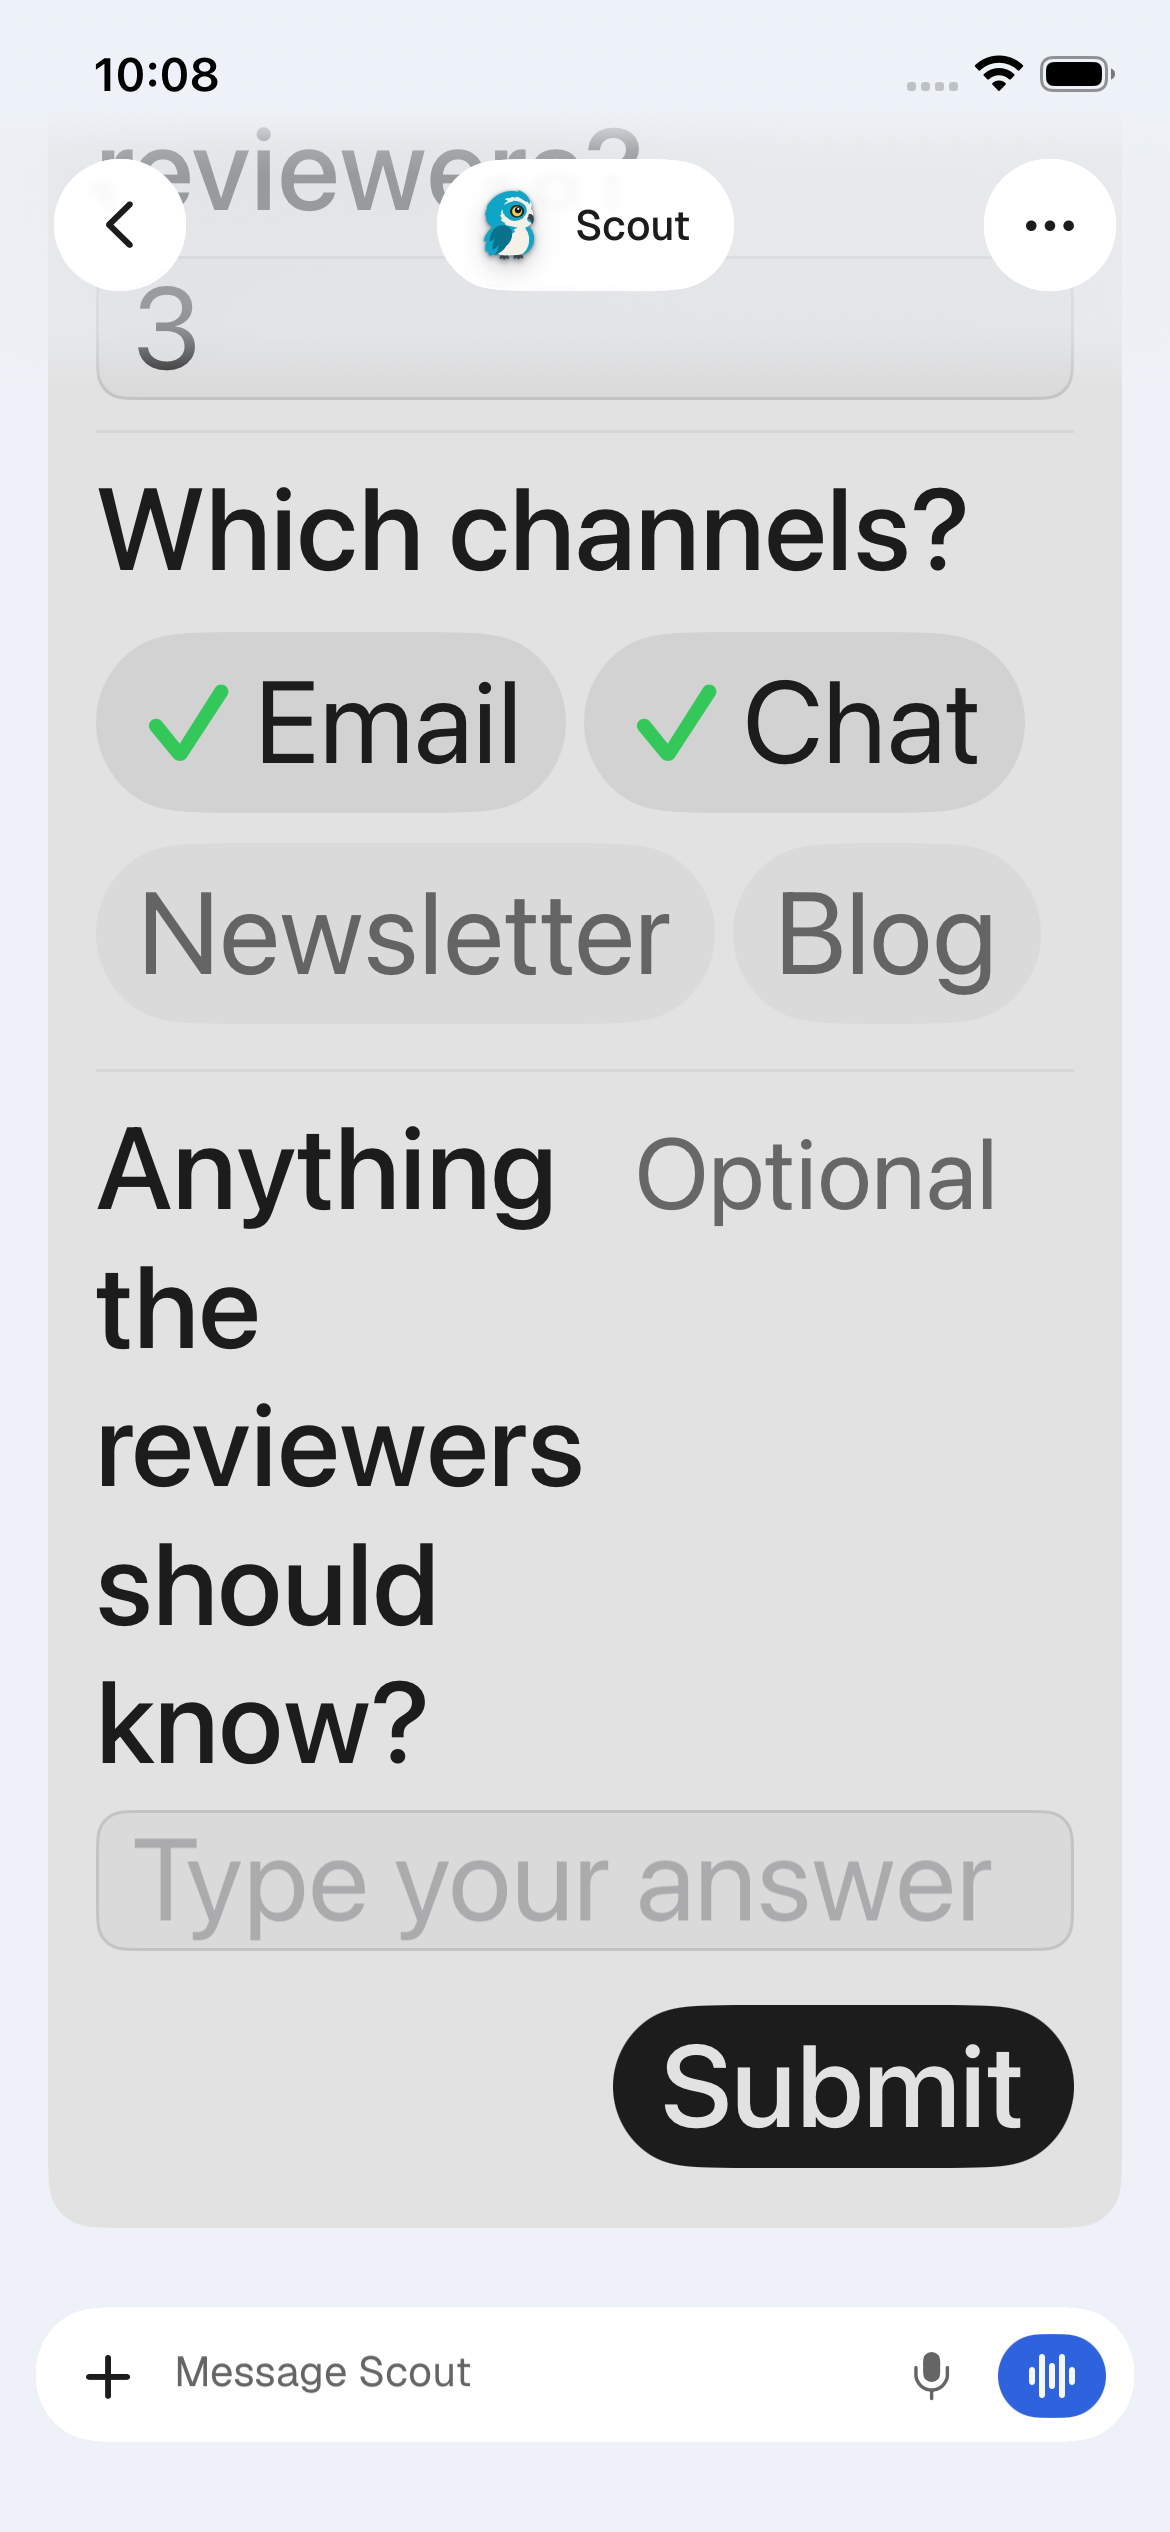 10:08
reviewers?
Scout
3
Which channels?
Email
Chat
Newsletter
Blog
Anything
Optional
the
reviewers
should
know?
Type your answer
Submit
Message Scout